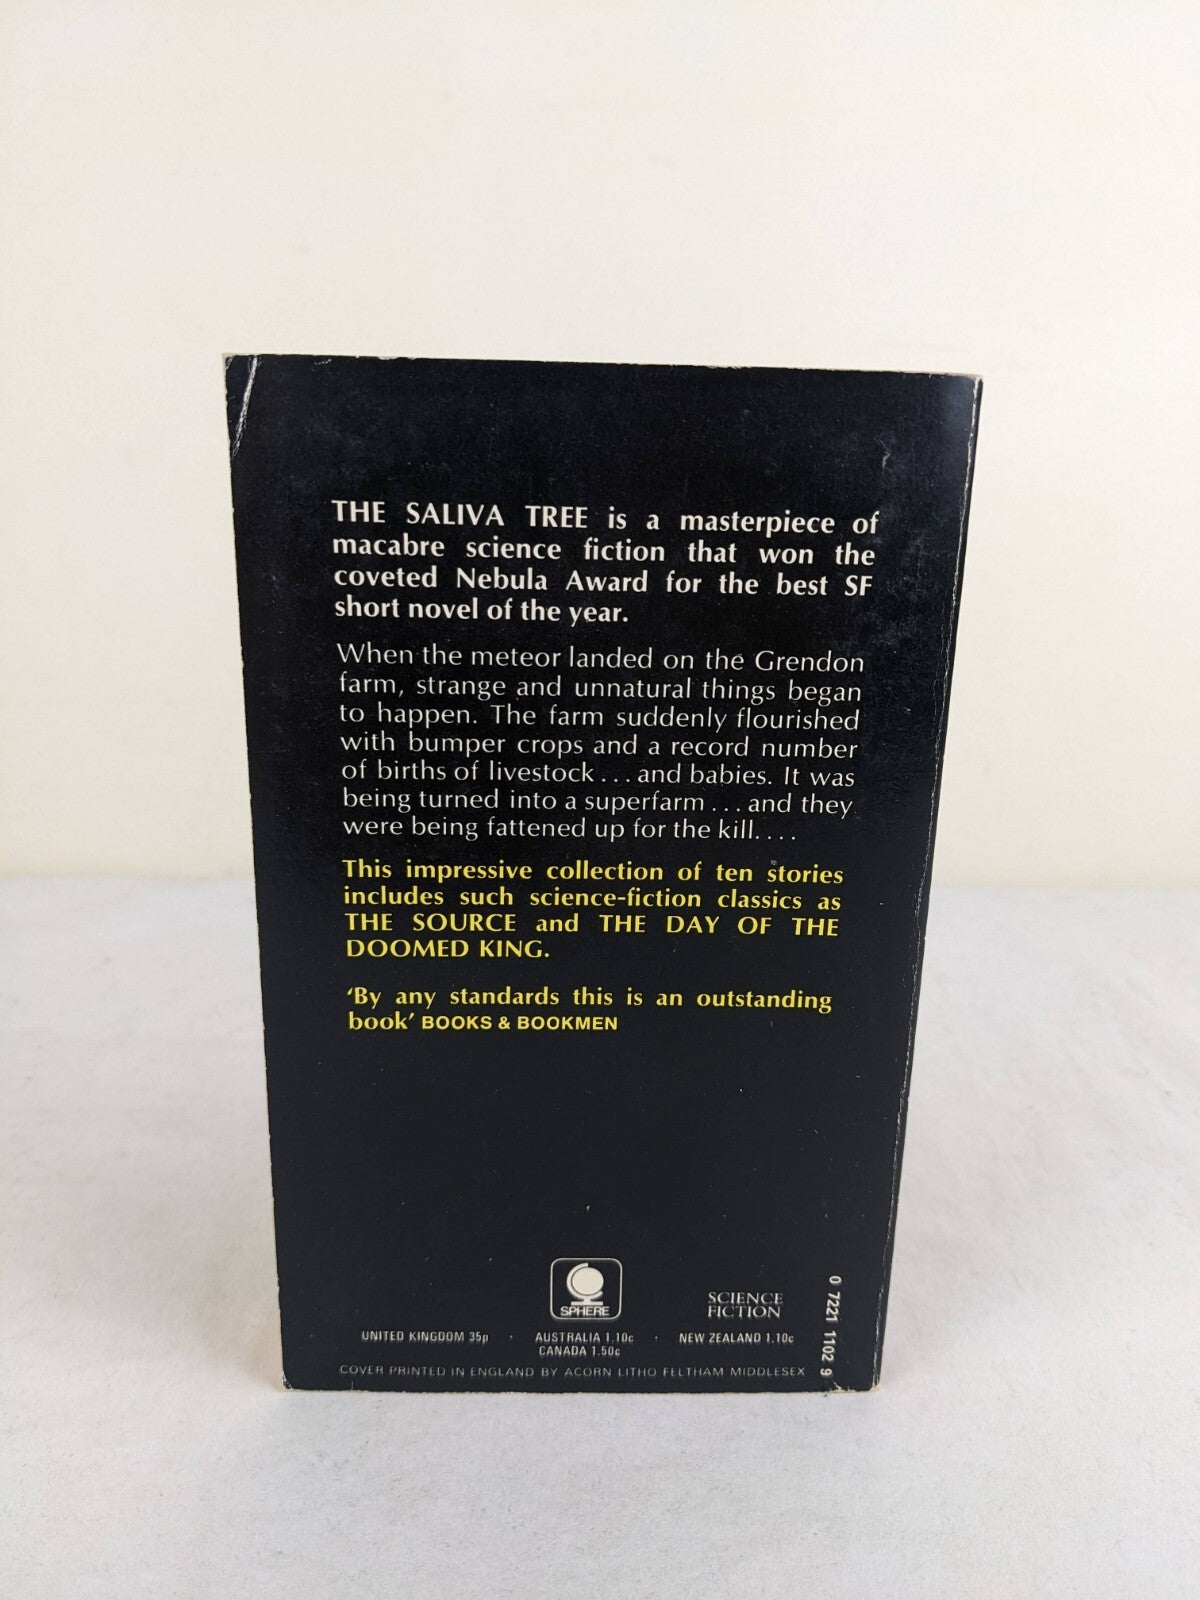 THE SALIVA TREE is a masterpiece of
macabre science fiction that won the
coveted Nebula Award for the best SF
short novel of the year.
When the meteor landed on the Grendon
farm, strange and unnatural things began
to happen. The farm suddenly flourished
with bumper crops and a record number
of births of livestock...and babies. It was
being turned into a superfarm...and they
were being fattened up for the kill....
This impressive collection of ten stories
includes such science-fiction classics as
THE SOURCE and THE DAY OF THE
DOOMED KING.
‘By any standards this is an outstanding
book’ BOOKS & BOOKMEN
SPHERE
SCIENCE
FICTION
UNITED KINGDOM 35p · AUSTRALIA 1.10c · NEW ZEALAND 1.10c
CANADA 1.50c
COVER PRINTED IN ENGLAND BY ACORN LITHO FELTHAM MIDDLESEX
0 7221 1102 9